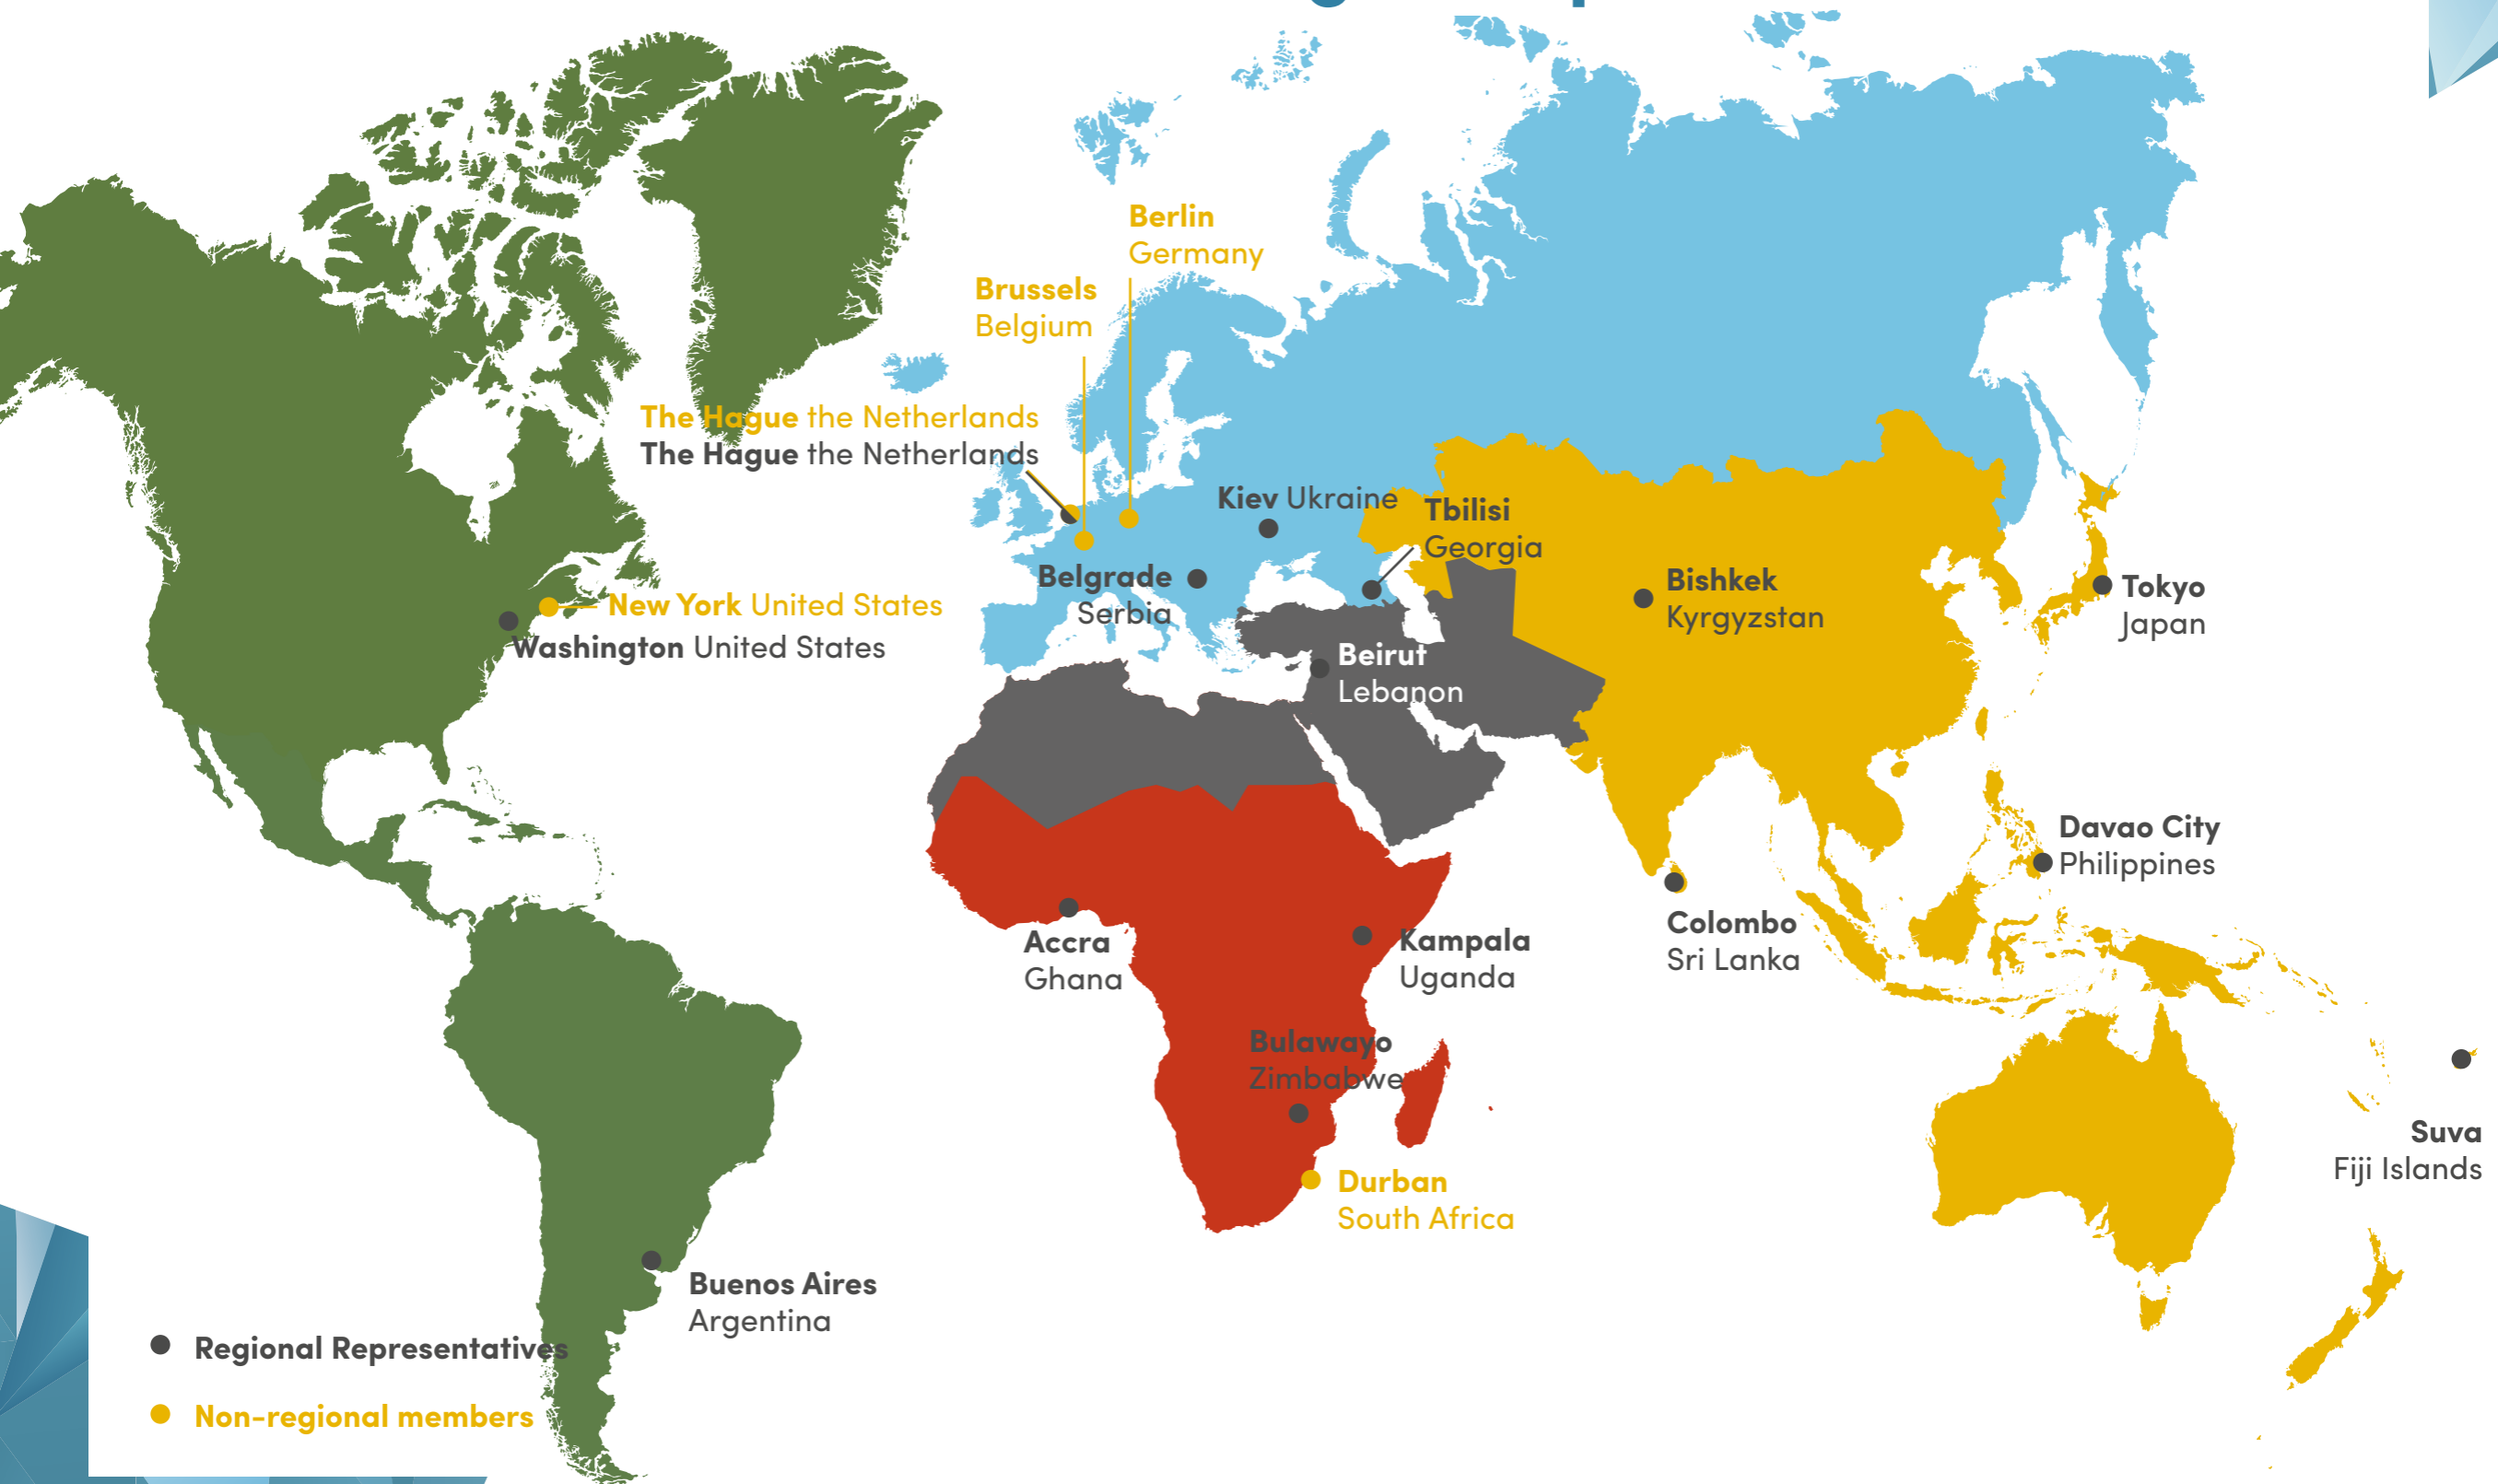 Berlin
Germany
Brussels
Belgium
The Hague the Netherlands
The Hague the Netherlands
Kiev Ukraine
Tbilisi
Georgia
Belgrade
Serbia
Bishkek
Kyrgyzstan
Tokyo
Japan
New York United States
Washington United States
Beirut
Lebanon
Davao City
Philippines
Colombo
Sri Lanka
Accra
Ghana
Kampala
Uganda
Bulawayo
Zimbabwe
Suva
Fiji Islands
Durban
South Africa
Buenos Aires
Argentina
Regional Representatives
Non-regional members